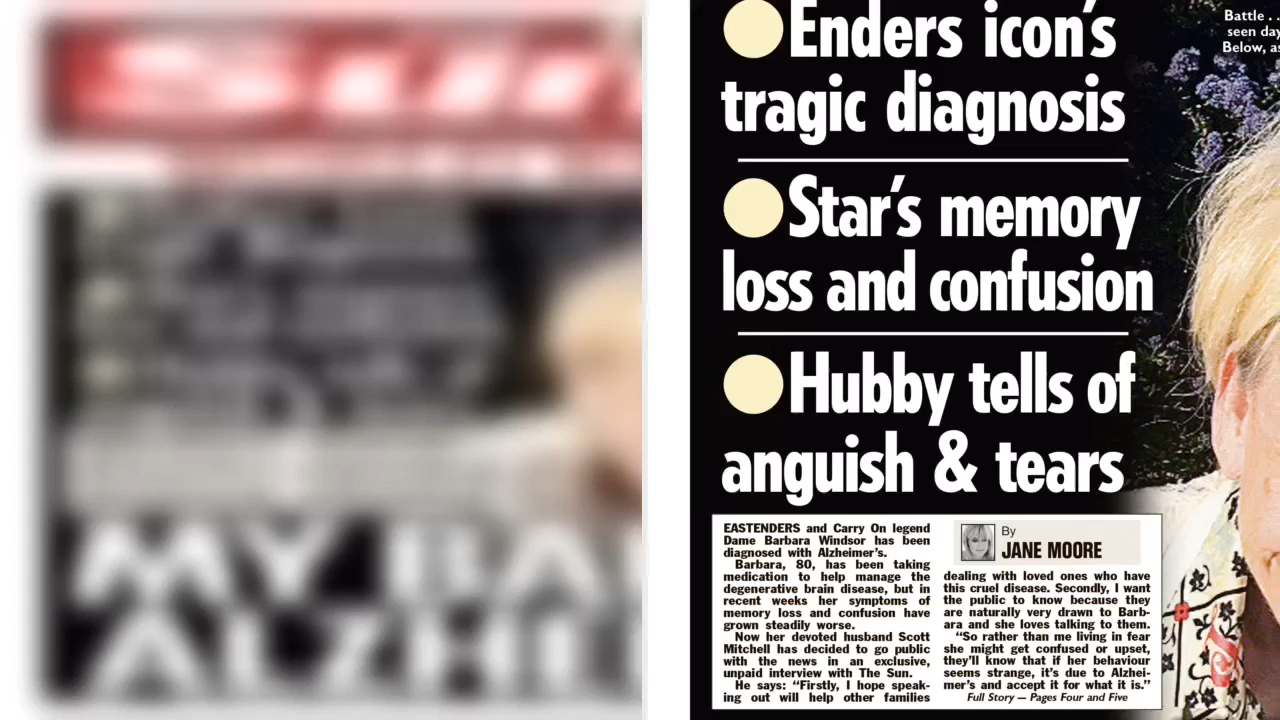 Enders icon's
tragic diagnosis
Star's memory
loss and confusion
Hubby tells of
anguish & tears
Battle . .
seen day
Below, as
EASTENDERS and Carry On legend
Dame Barbara Windsor has been
diagnosed with Alzheimer's.
Barbara, 80, has been taking
medication to help manage the
degenerative brain disease, but in
recent weeks her symptoms of
memory loss and confusion have
grown steadily worse.
Now her devoted husband Scott
Mitchell has decided to go public
with the news in an exclusive,
unpaid interview with The Sun.
He says: “Firstly, I hope speak-
ing out will help other families
By
JANE MOORE
dealing with loved ones who have
this cruel disease. Secondly, I want
the public to know because they
are naturally very drawn to Barb-
ara and she loves talking to them.
“So rather than me living in fear
she might get confused or upset,
they'll know that if her behaviour
seems strange, it's due to Alzhei-
mer's and accept it for what it is.”
Full Story — Pages Four and Five